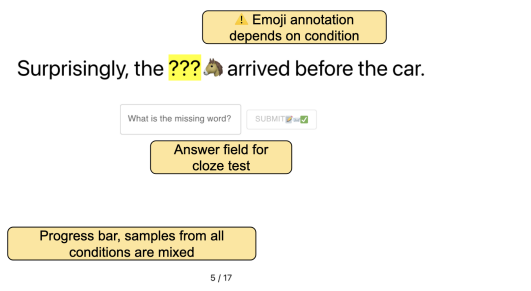 ⚠️ Emoji annotation
depends on condition
Surprisingly, the ??? 🐴 arrived before the car.
What is the missing word?
SUBMIT
Answer field for
cloze test
Progress bar, samples from all
conditions are mixed
5 / 17